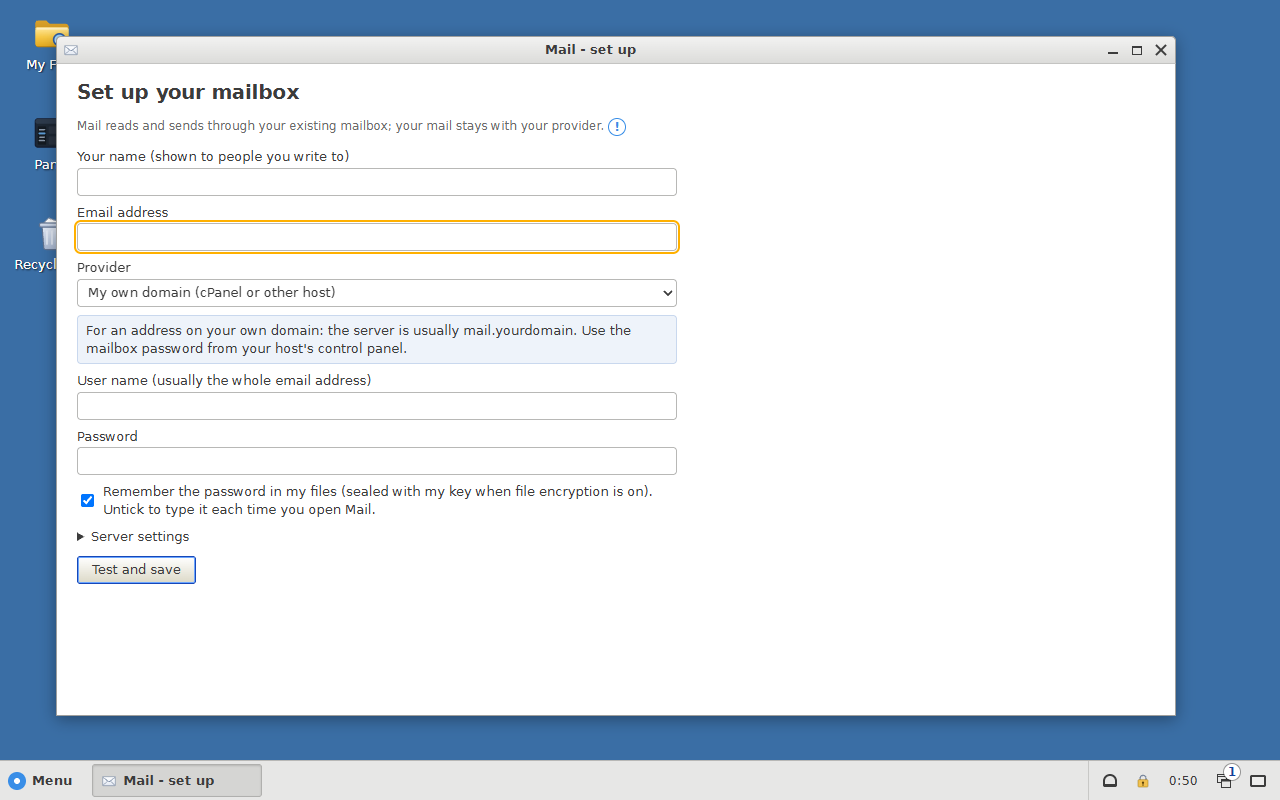 Mail - set up
My F
Pan
Recycl
Set up your mailbox
Mail reads and sends through your existing mailbox; your mail stays with your provider. !
Your name (shown to people you write to)
Email address
Provider
My own domain (cPanel or other host)
For an address on your own domain: the server is usually mail.yourdomain. Use the
mailbox password from your host's control panel.
User name (usually the whole email address)
Password
Remember the password in my files (sealed with my key when file encryption is on).
Untick to type it each time you open Mail.
Server settings
Test and save
Menu
Mail - set up
0:50
1